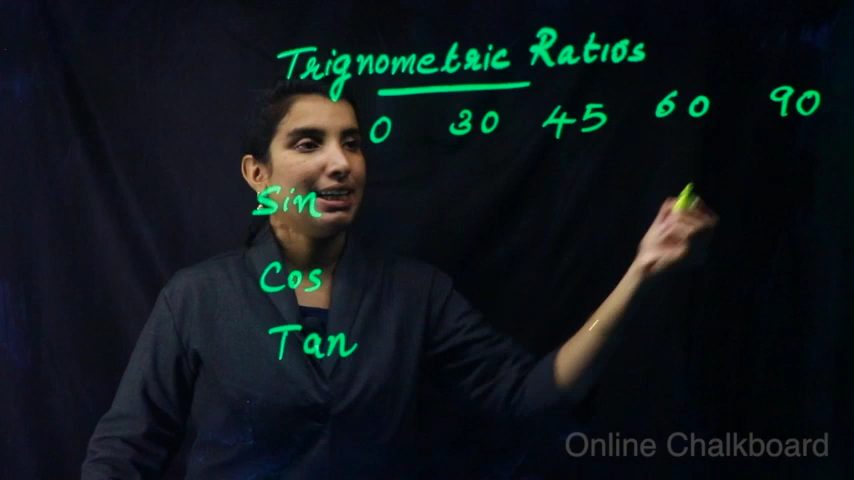 Trignometric Ratios
0 30 45 60 90
Sin
Cos
Tan
Online Chalkboard